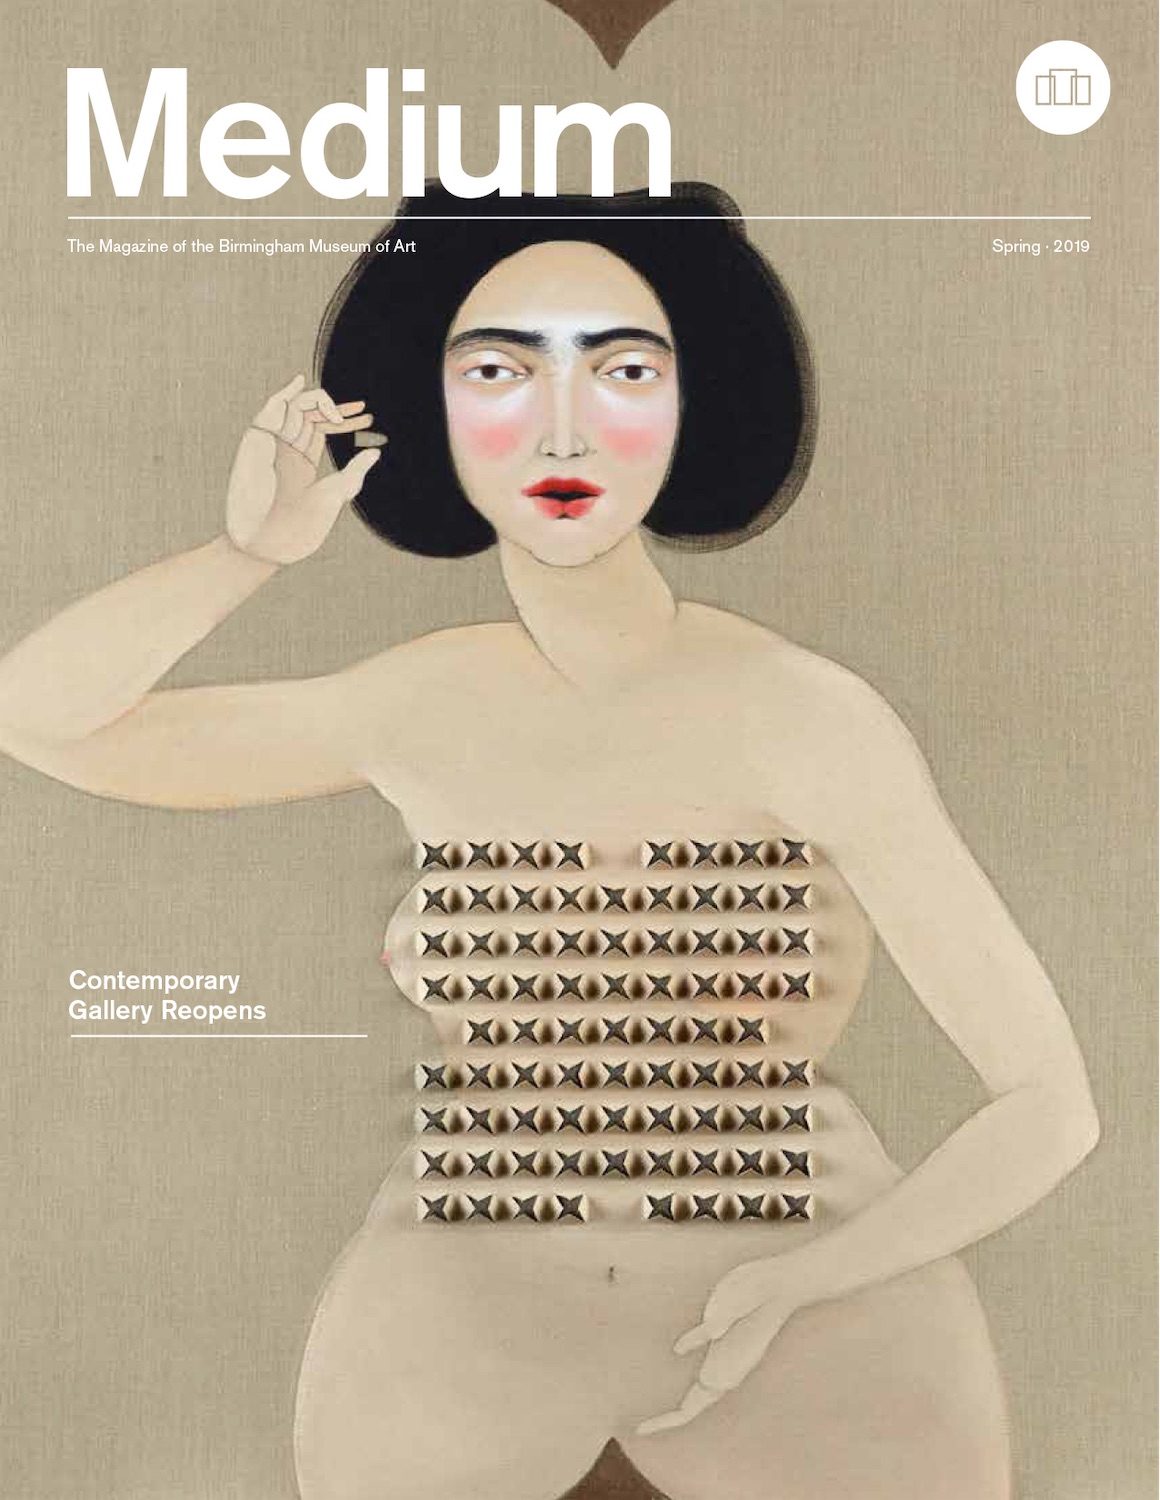 Medium
The Magazine of the Birmingham Museum of Art
Spring · 2019
Contemporary
Gallery Reopens